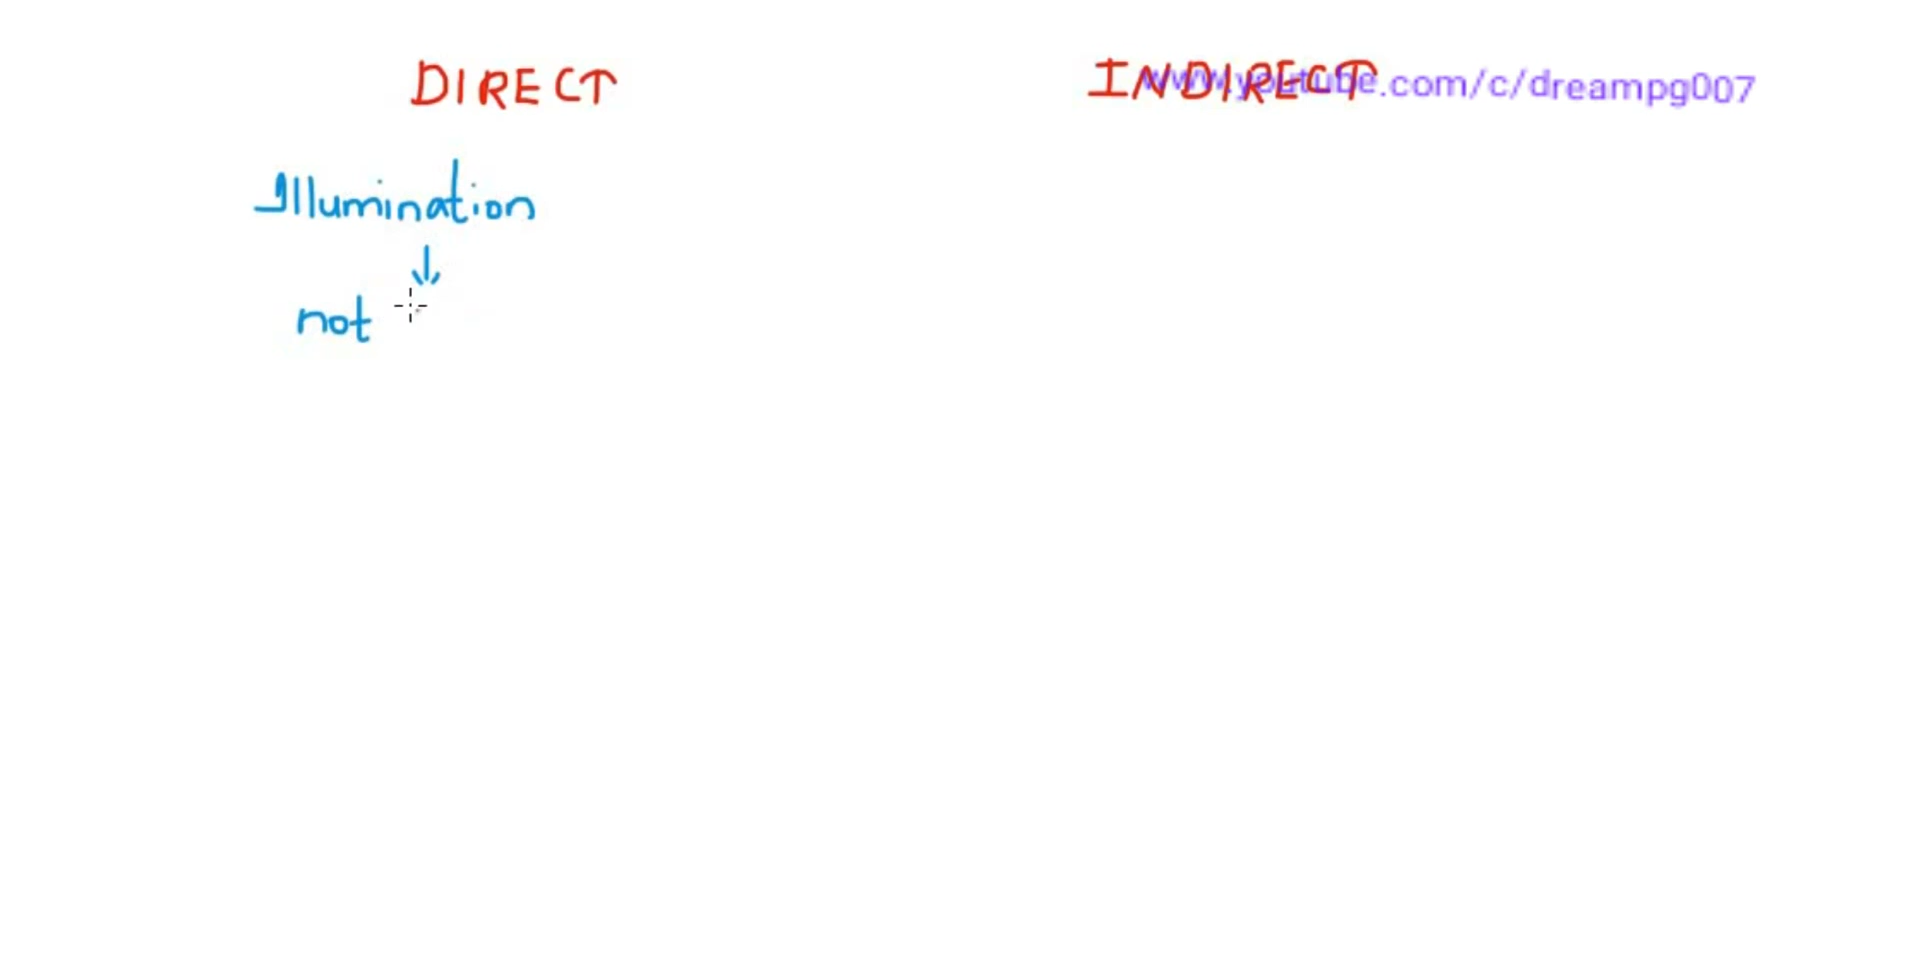 DIRECT
INDIRECT
www.youtube.com/c/dreampg007
Illumination
↓
not